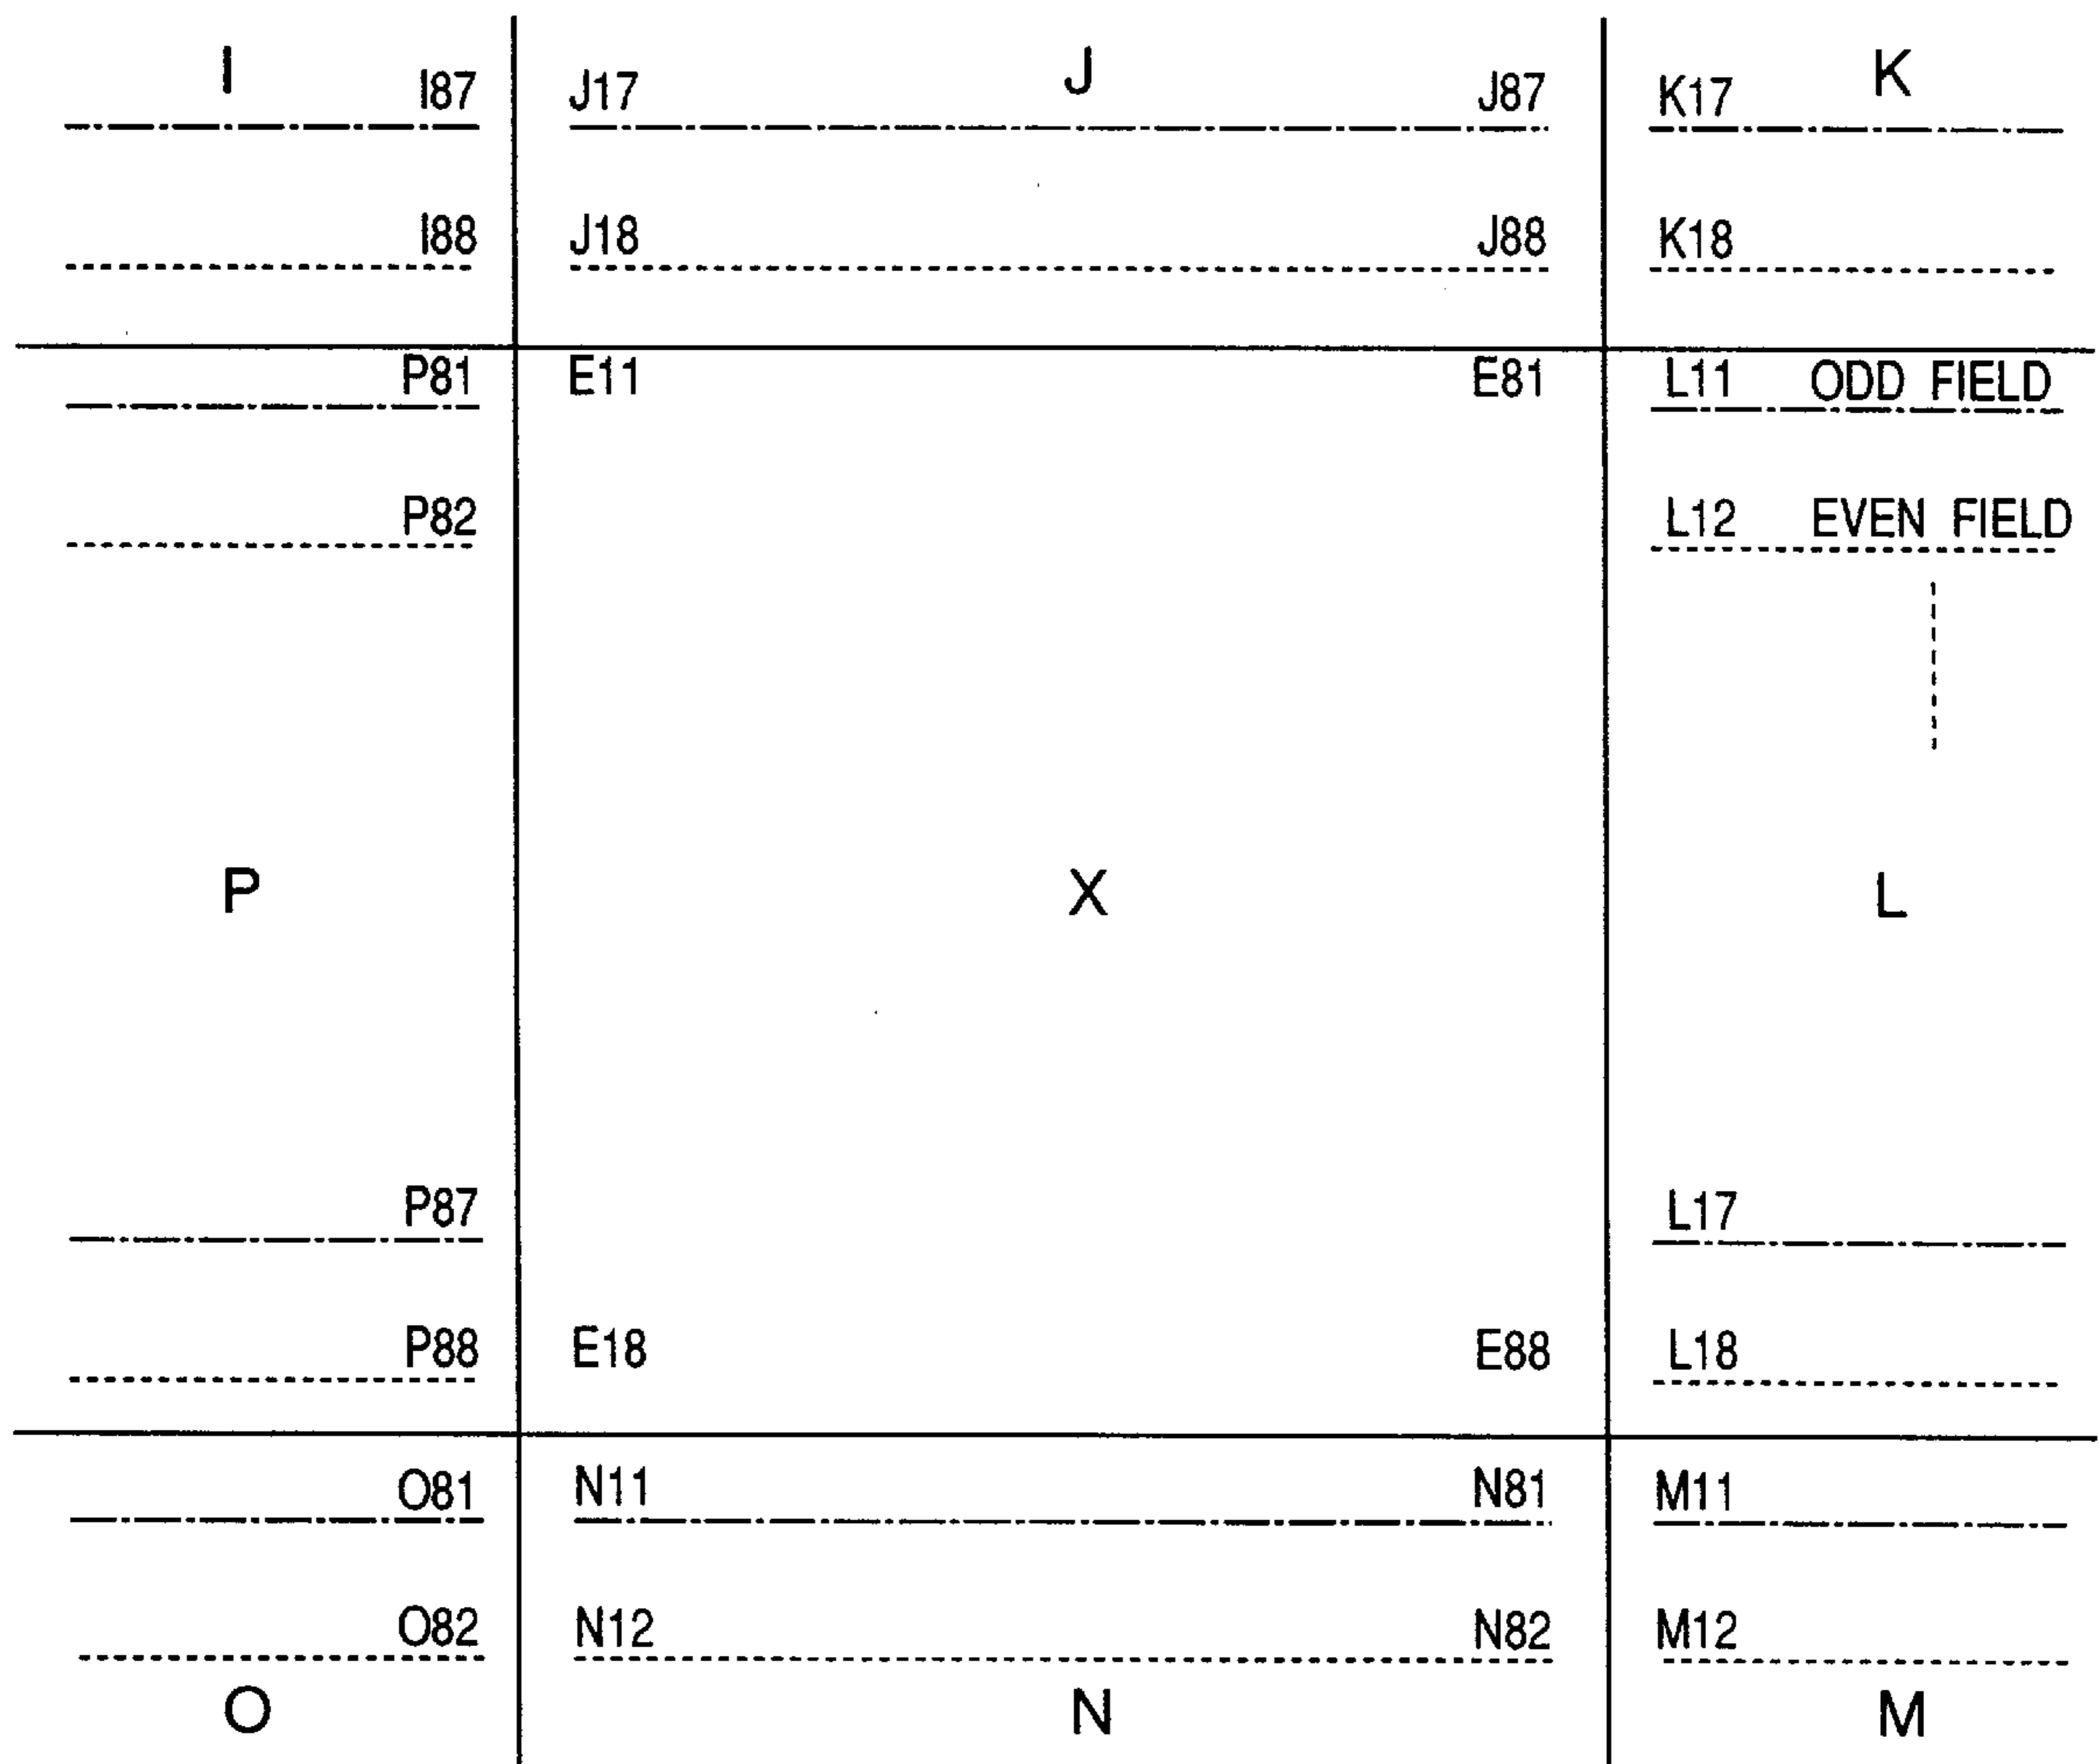 I J K
I87 J17 J87 K17
I88 J18 J88 K18
P81 E11 E81 L11 ODD FIELD
P82 L12 EVEN FIELD
P X L
P87 L17
P88 E18 E88 L18
O81 N11 N81 M11
O82 N12 N82 M12
O N M